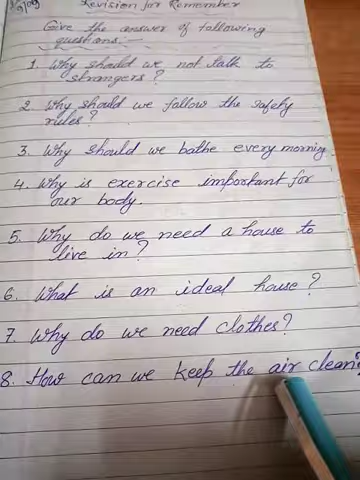 Revision for Remember
Give the answer of following
questions:-
1. Why should we not talk to
strangers?
2 Why should we follow the safety
rules?
3. Why should we bathe every morning
4. Why is exercise important for
our body.
5. Why do we need a house to
live in?
6. What is an ideal house?
7. Why do we need clothes?
8. How can we keep the air clean?